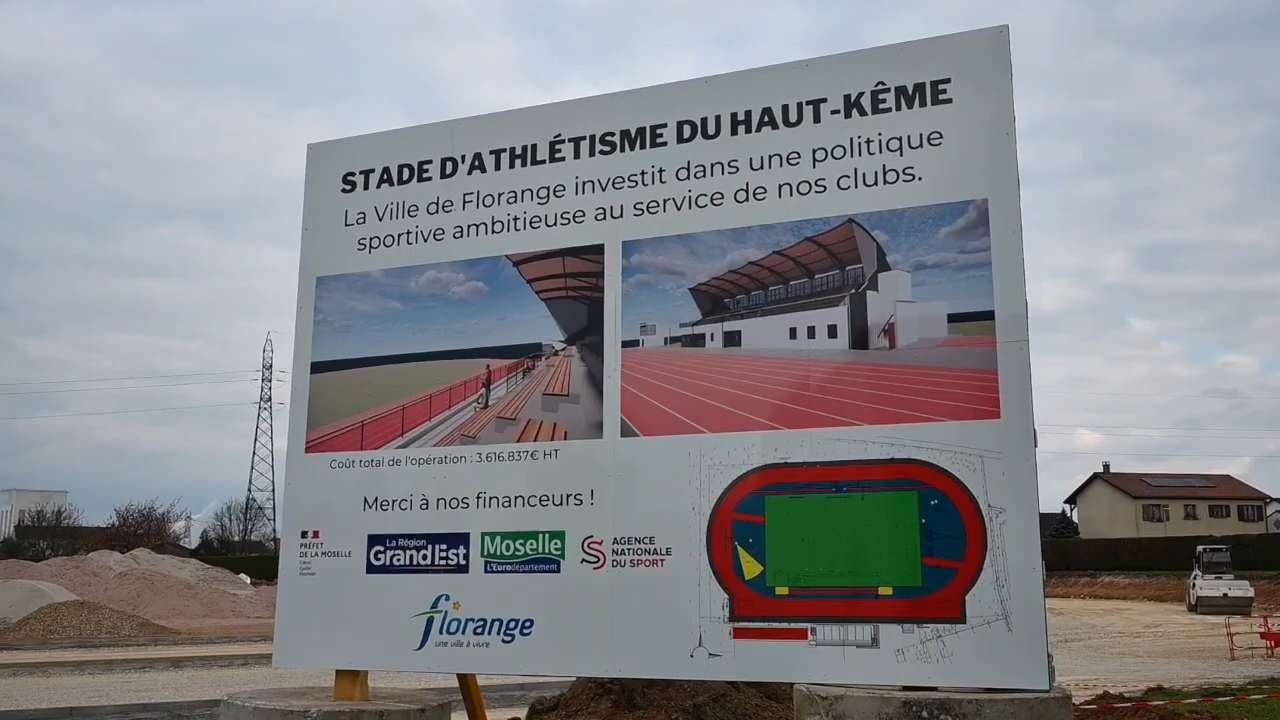 STADE D'ATHLÉTISME DU HAUT-KÊME
La Ville de Florange investit dans une politique
sportive ambitieuse au service de nos clubs.
Coût total de l'opération : 3.616.837€ HT
Merci à nos financeurs !
PRÉFET
DE LA MOSELLE
La Région
Grand Est
Moselle
L'Eurodépartement
AGENCE
NATIONALE
DU SPORT
florange
une ville à vivre